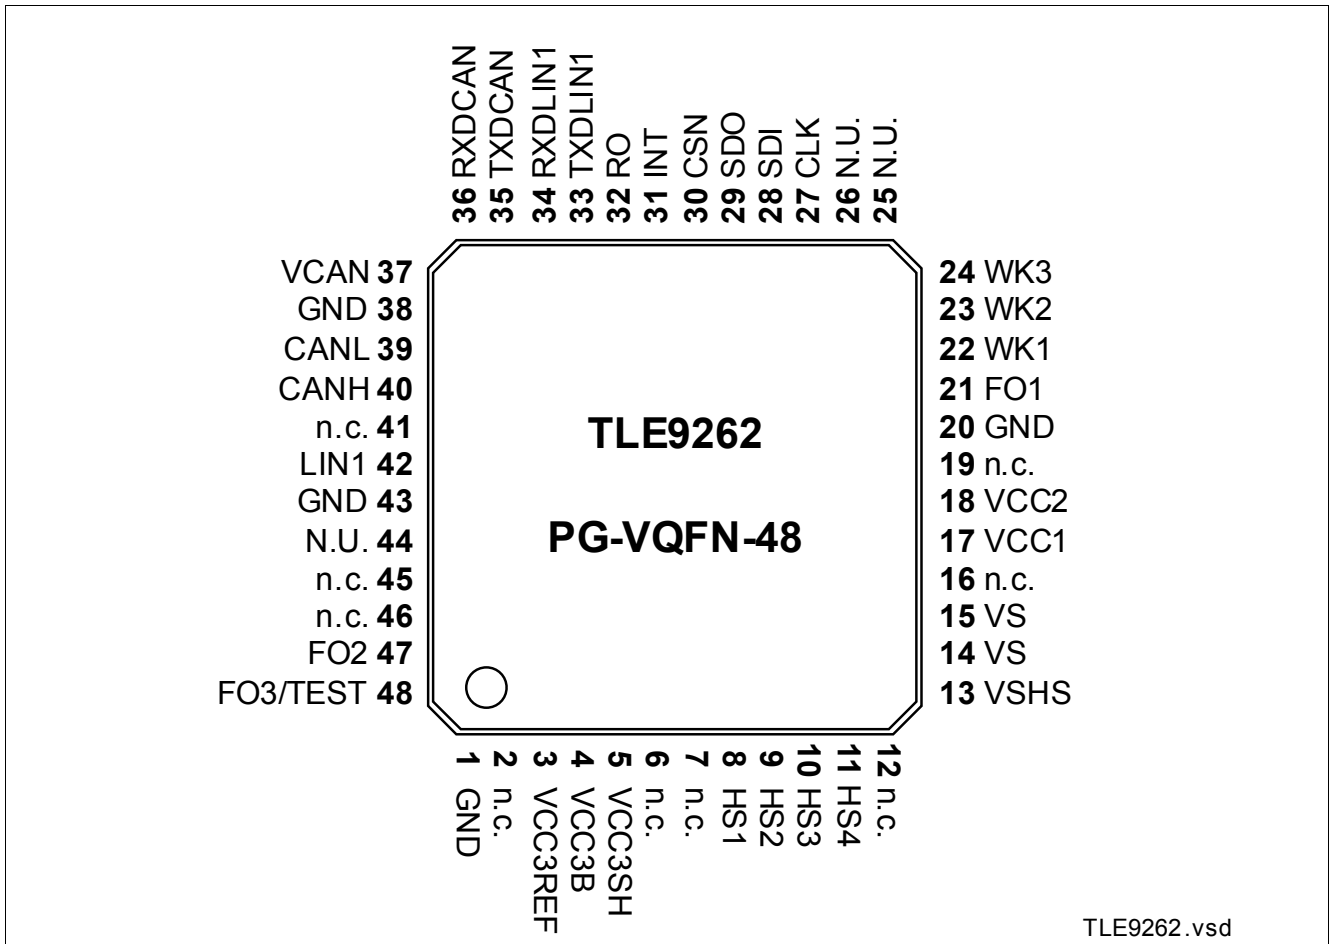 36 RXDCAN
35 TXDCAN
34 RXDLIN1
33 TXDLIN1
32 RO
31 INT
30 CSN
29 SDO
28 SDI
27 CLK
26 N.U.
25 N.U.
VCAN 37
GND 38
CANL 39
CANH 40
n.c. 41
LIN1 42
GND 43
N.U. 44
n.c. 45
n.c. 46
FO2 47
FO3/TEST 48
TLE9262
PG-VQFN-48
24 WK3
23 WK2
22 WK1
21 FO1
20 GND
19 n.c.
18 VCC2
17 VCC1
16 n.c.
15 VS
14 VS
13 VSHS
1 GND
2 n.c.
3 VCC3REF
4 VCC3B
5 VCC3SH
6 n.c.
7 n.c.
8 HS1
9 HS2
10 HS3
11 HS4
12 n.c.
TLE9262.vsd